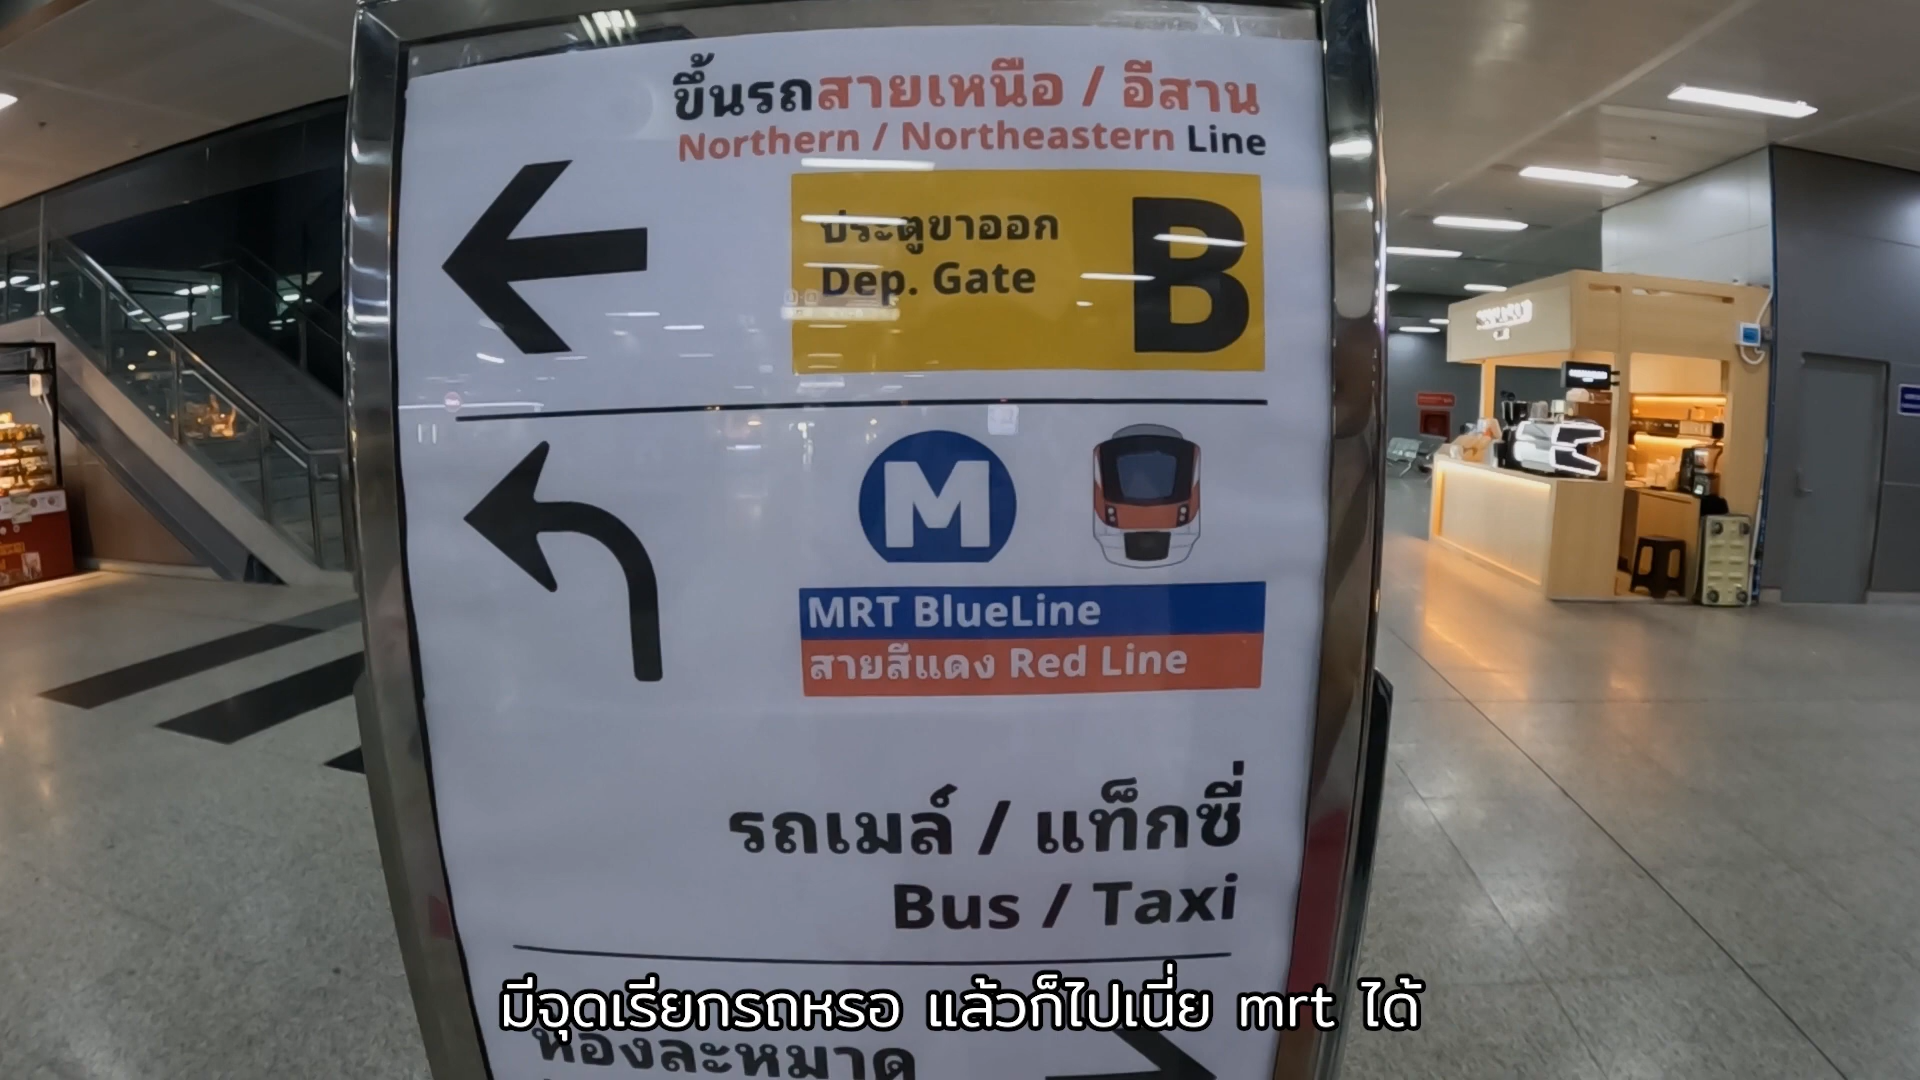 ขึ้นรถสายเหนือ / อีสาน
Northern / Northeastern Line
ประตูขาออก
Dep. Gate
B
M
MRT BlueLine
สายสีแดง Red Line
รถเมล์ / แท็กซี่
Bus / Taxi
มีจุดเรียกรถหรอ แล้วก็ไปเนี่ย mrt ได้
ห้องละหมาด